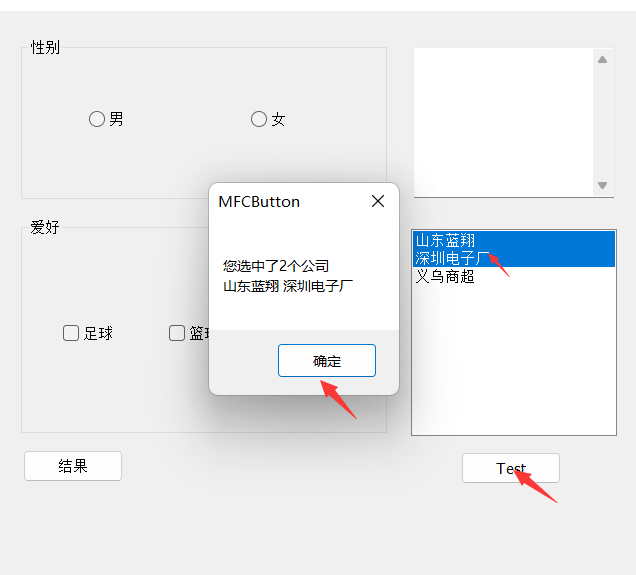 性别
男
女
MFCButton
您选中了2个公司
山东蓝翔 深圳电子厂
确定
爱好
足球
篮
山东蓝翔
深圳电子厂
义乌商超
结果
Test